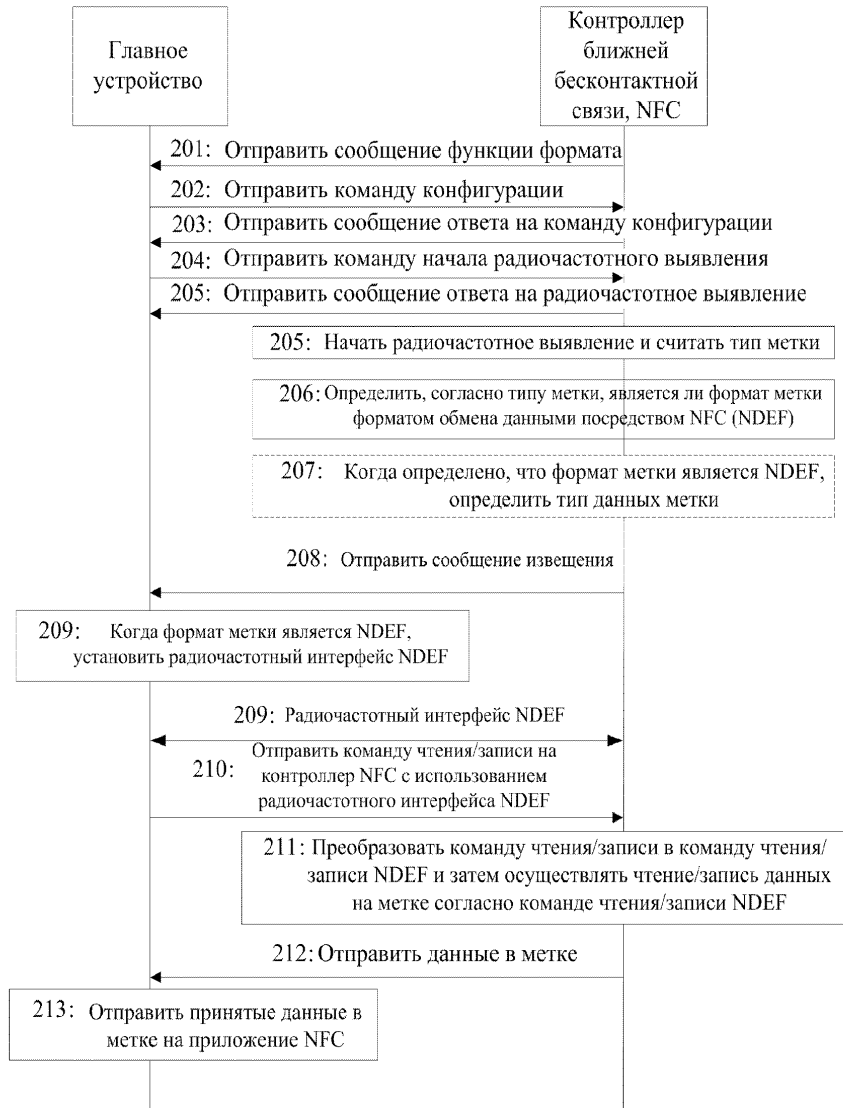 Главное
устройство
Контроллер
ближней
бесконтактной
связи, NFC
201: Отправить сообщение функции формата
202: Отправить команду конфигурации
203: Отправить сообщение ответа на команду конфигурации
204: Отправить команду начала радиочастотного выявления
205: Отправить сообщение ответа на радиочастотное выявление
205: Начать радиочастотное выявление и считать тип метки
206: Определить, согласно типу метки, является ли формат метки
форматом обмена данными посредством NFC (NDEF)
207: Когда определено, что формат метки является NDEF,
определить тип данных метки
208: Отправить сообщение извещения
209: Когда формат метки является NDEF,
установить радиочастотный интерфейс NDEF
209: Радиочастотный интерфейс NDEF
210: Отправить команду чтения/записи на
контроллер NFC с использованием
радиочастотного интерфейса NDEF
211: Преобразовать команду чтения/записи в команду чтения/
записи NDEF и затем осуществлять чтение/запись данных
на метке согласно команде чтения/записи NDEF
212: Отправить данные в метке
213: Отправить принятые данные в
метке на приложение NFC